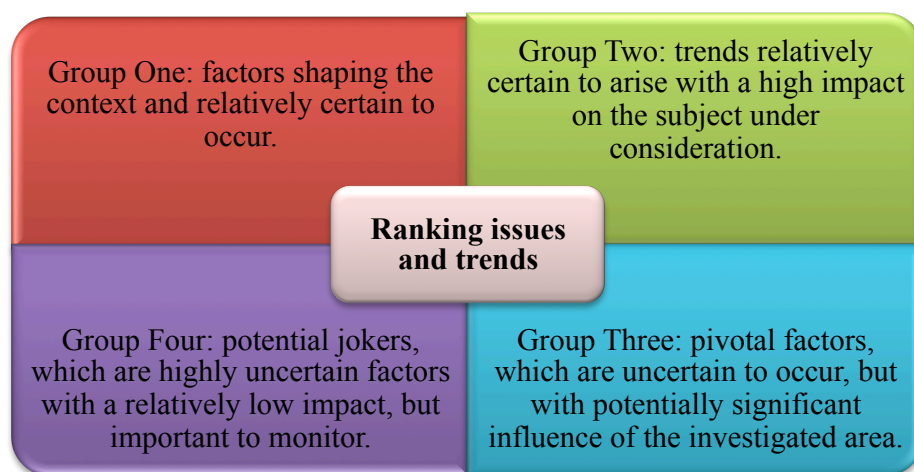 Group One: factors shaping the
context and relatively certain to
occur.
Group Two: trends relatively
certain to arise with a high impact
on the subject under
consideration.
Ranking issues
and trends
Group Four: potential jokers,
which are highly uncertain factors
with a relatively low impact, but
important to monitor.
Group Three: pivotal factors,
which are uncertain to occur, but
with potentially significant
influence of the investigated area.